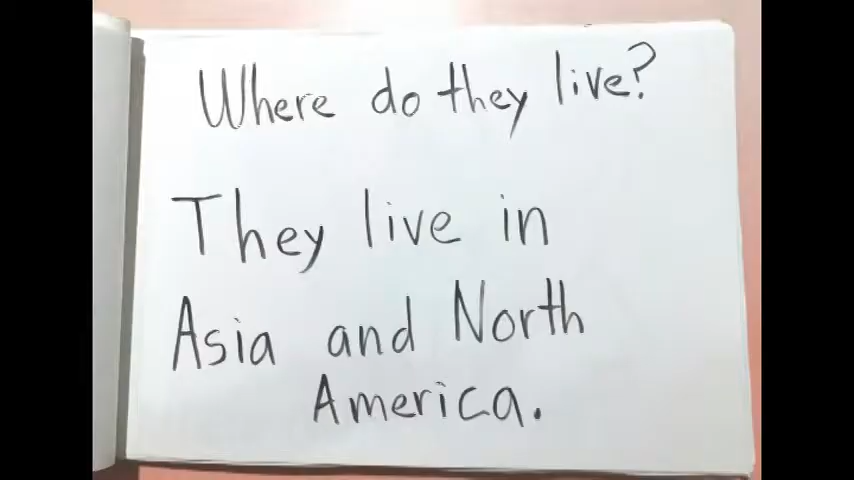 Where do they live?
They live in
Asia and North
America.